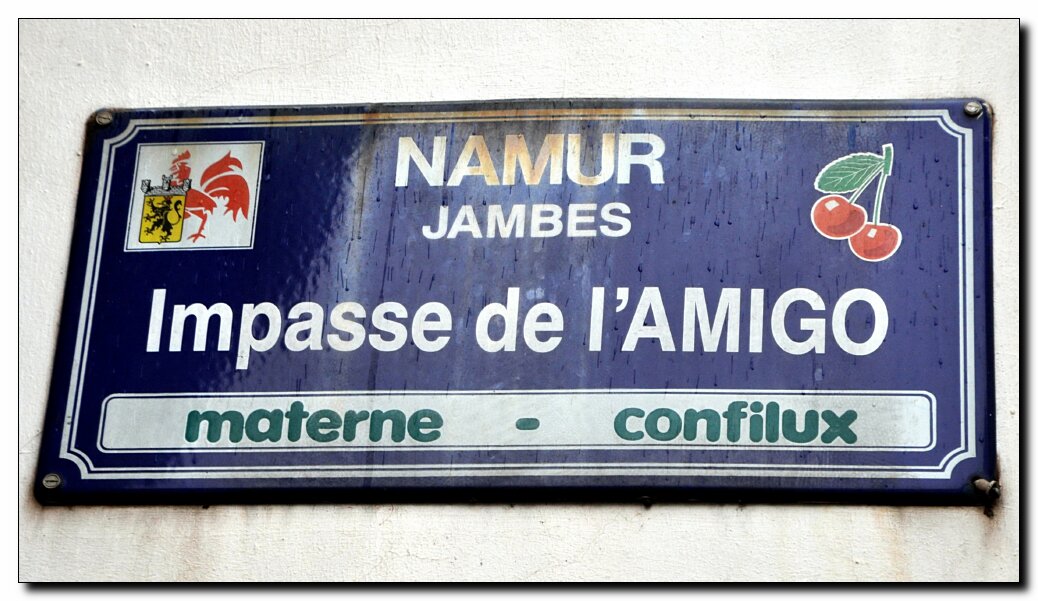 NAMUR
JAMBES
Impasse de l'AMIGO
materne - confilux